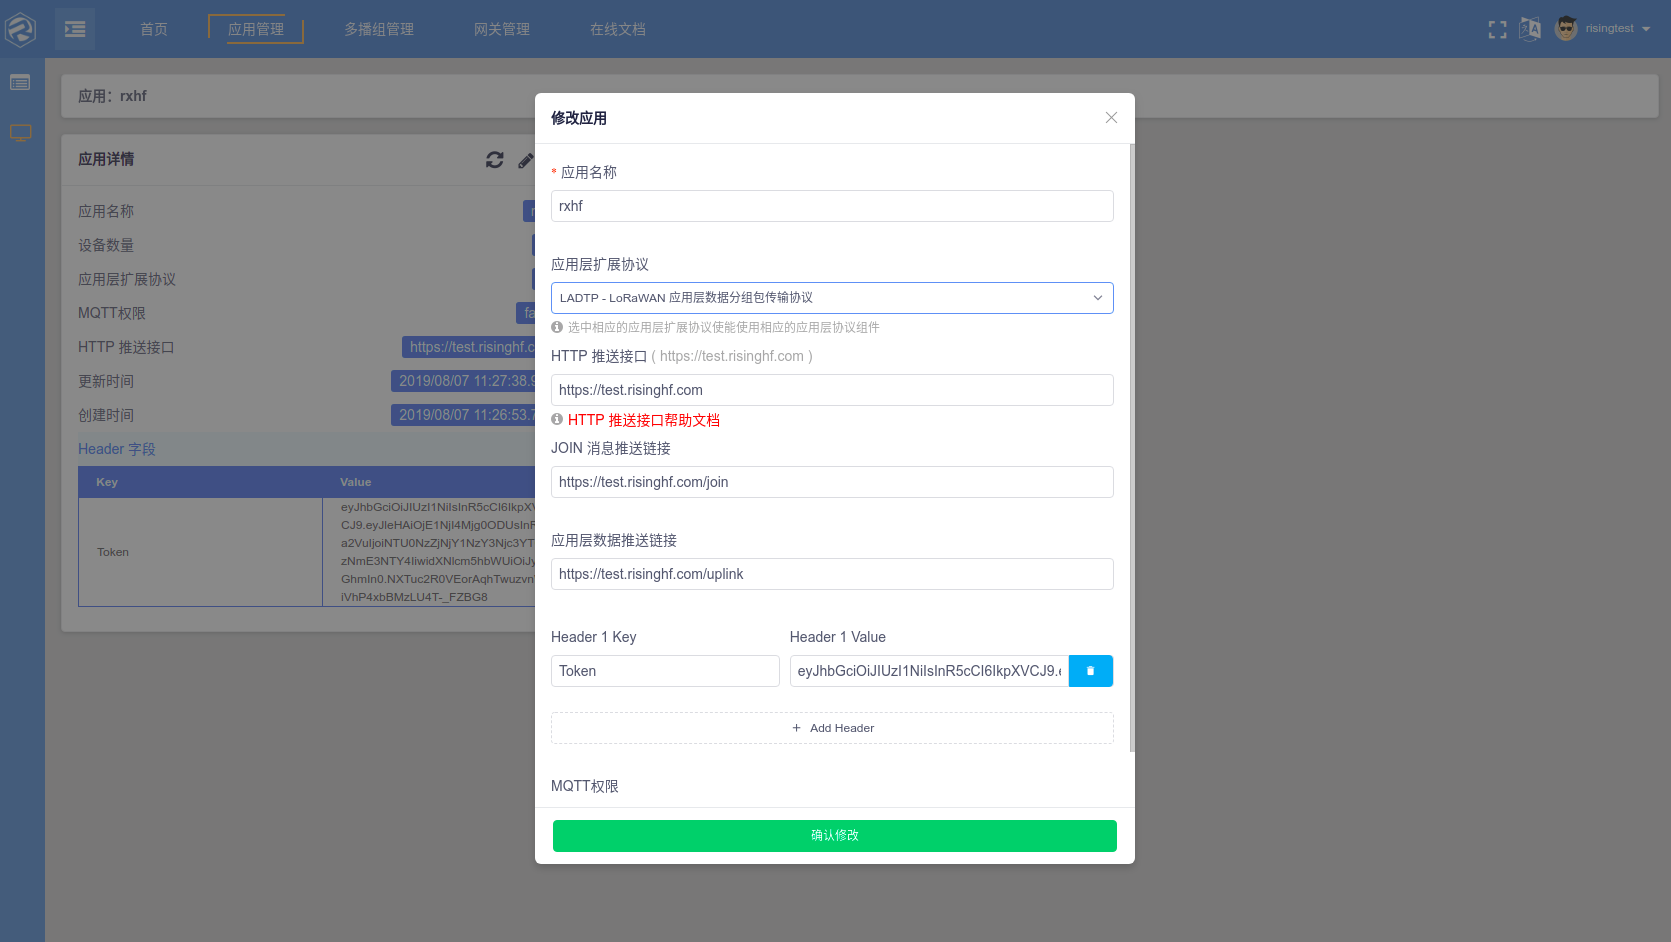 首页
应用管理
多播组管理
网关管理
在线文档
risingtest
应用：rxhf
应用详情
应用名称
设备数量
应用层扩展协议
MQTT权限
fa
HTTP 推送接口
https://test.risinghf.c
更新时间
2019/08/07 11:27:38.9
创建时间
2019/08/07 11:26:53.7
Header 字段
Key
Value
Token
修改应用
* 应用名称
rxhf
应用层扩展协议
LADTP - LoRaWAN 应用层数据分组包传输协议
选中相应的应用层扩展协议使能使用相应的应用层协议组件
HTTP 推送接口 ( https://test.risinghf.com )
https://test.risinghf.com
HTTP 推送接口帮助文档
JOIN 消息推送链接
https://test.risinghf.com/join
应用层数据推送链接
https://test.risinghf.com/uplink
Header 1 Key
Header 1 Value
Token
+ Add Header
MQTT权限
确认修改